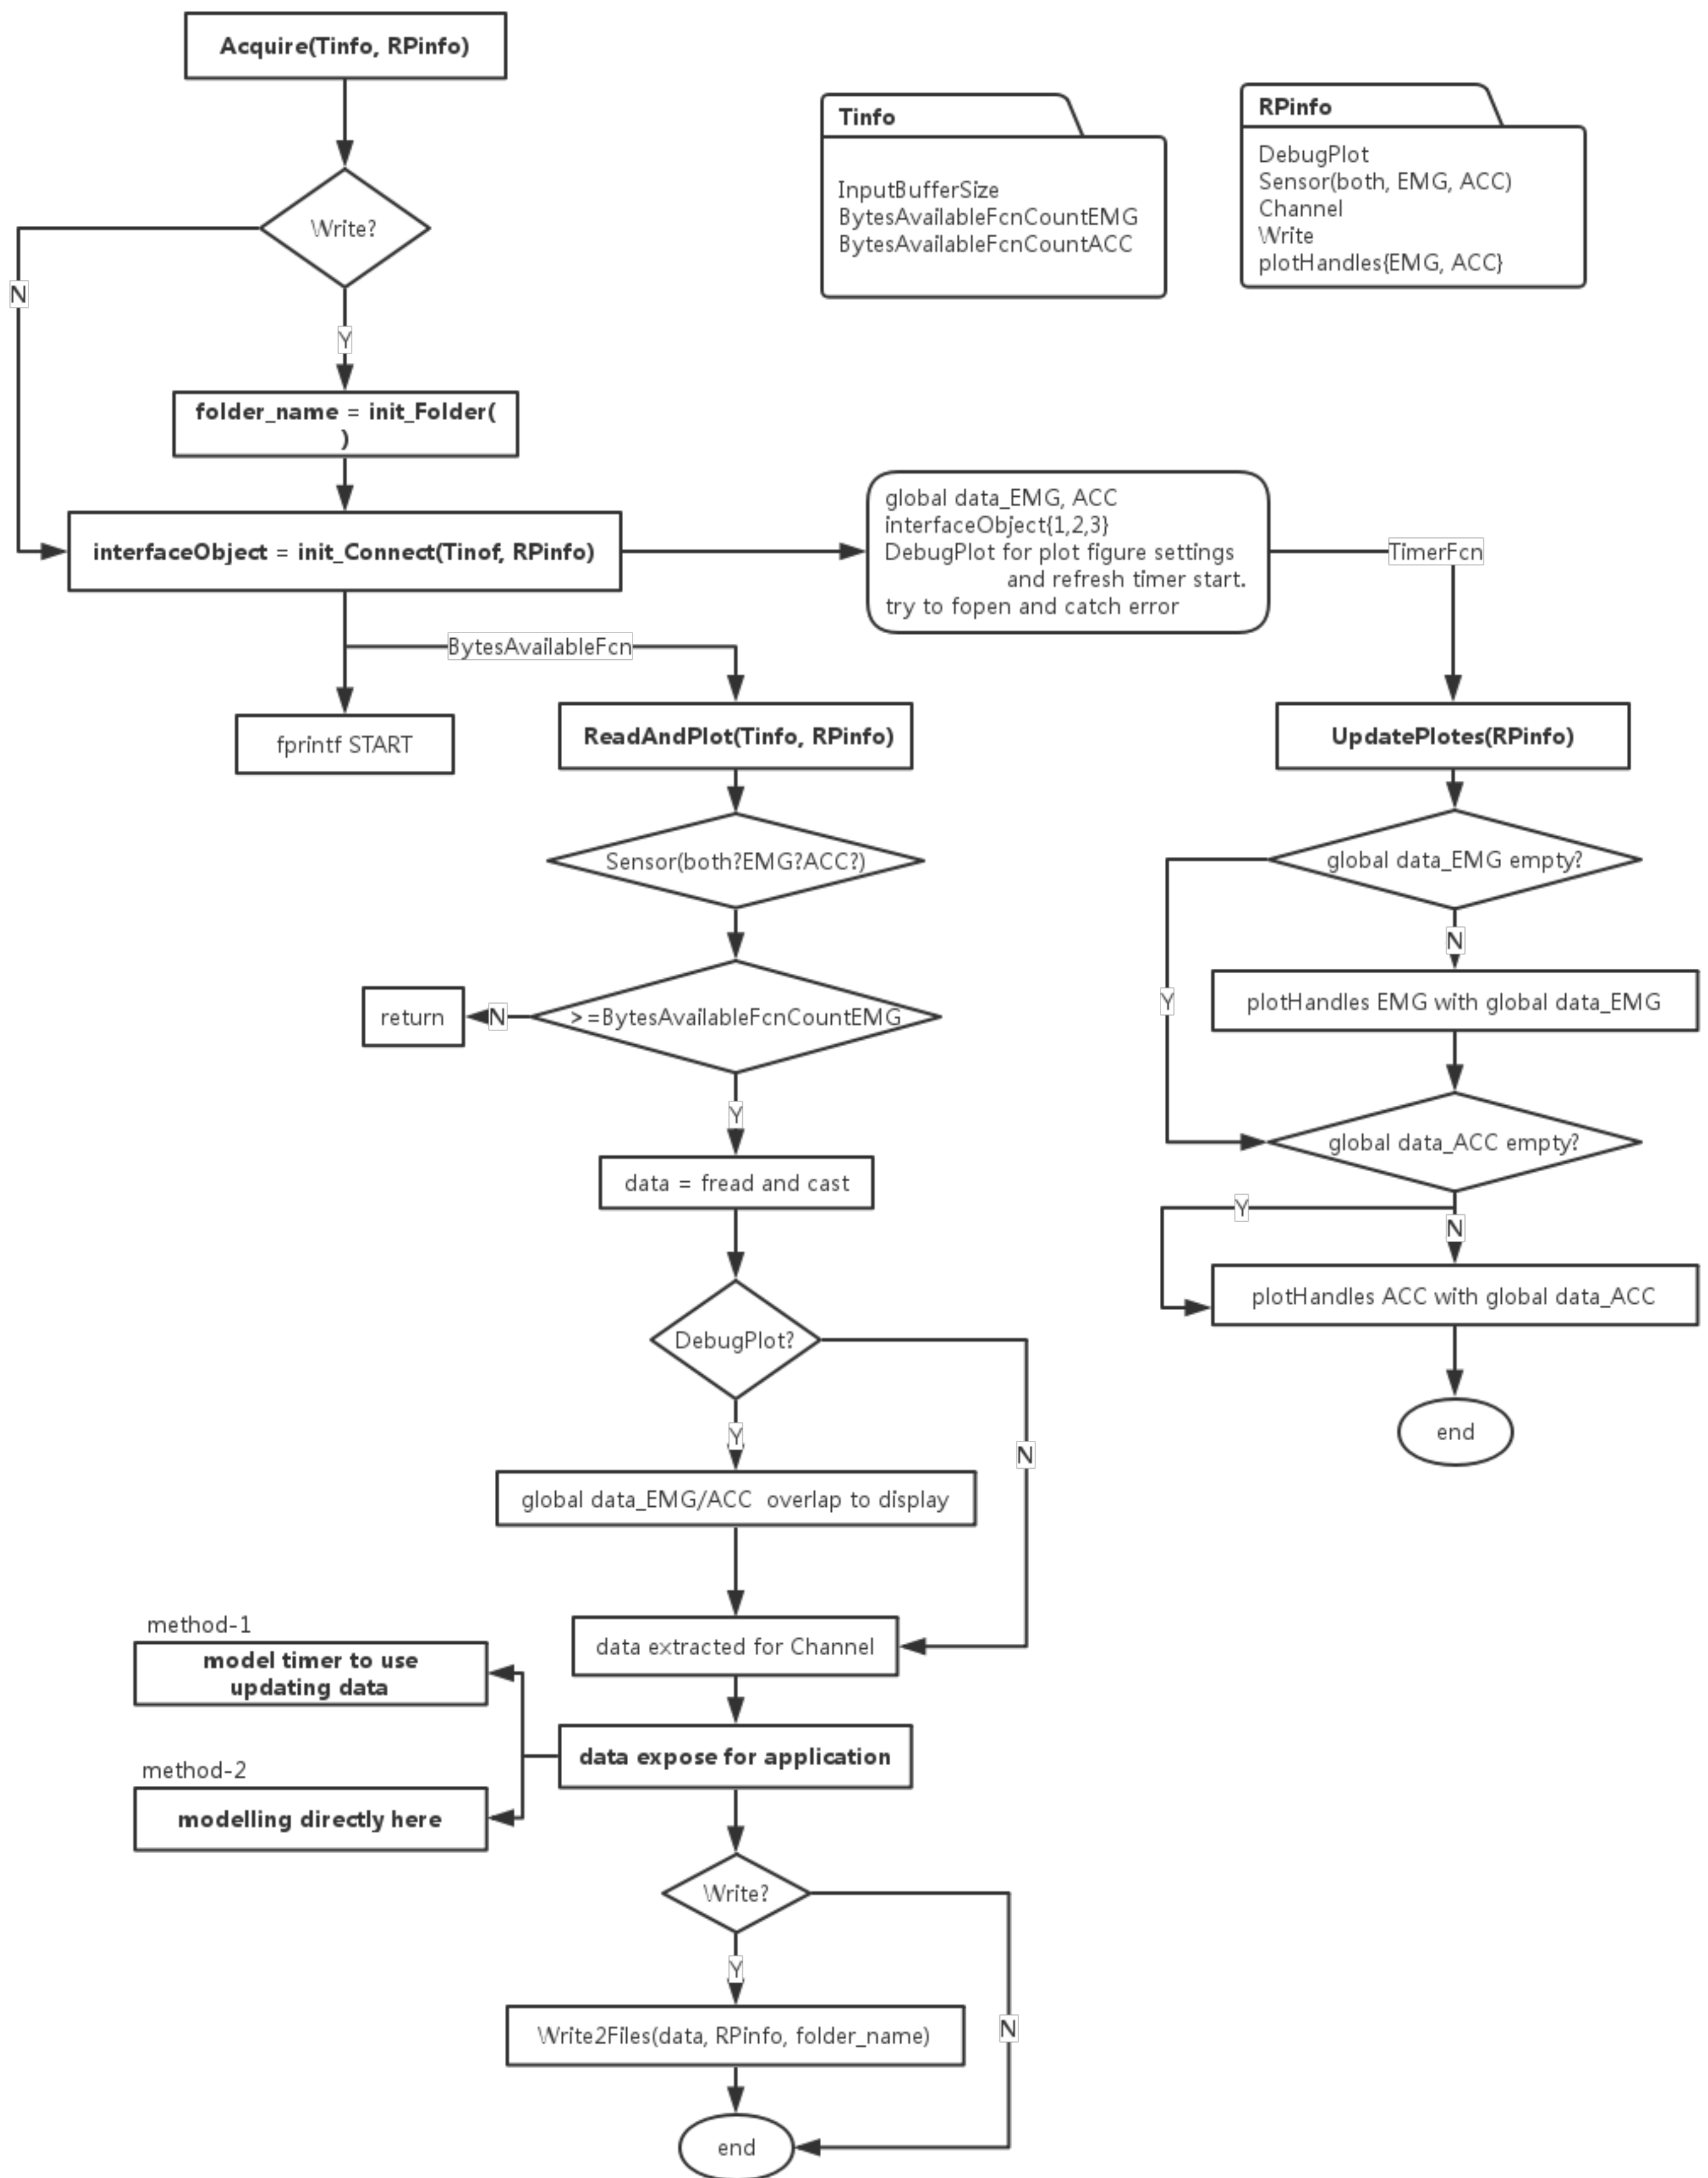 Acquire(Tinfo, RPinfo)
Tinfo
InputBufferSize
BytesAvailableFcnCountEMG
BytesAvailableFcnCountACC
RPinfo
DebugPlot
Sensor(both, EMG, ACC)
Channel
Write
plotHandles{EMG, ACC}
Write?
N
Y
folder_name = init_Folder(
)
interfaceObject = init_Connect(Tinof, RPinfo)
global data_EMG, ACC
interfaceObject{1,2,3}
DebugPlot for plot figure settings
and refresh timer start.
try to fopen and catch error
TimerFcn
BytesAvailableFcn
fprintf START
ReadAndPlot(Tinfo, RPinfo)
Sensor(both?EMG?ACC?)
>=BytesAvailableFcnCountEMG
N
return
Y
data = fread and cast
DebugPlot?
Y
N
global data_EMG/ACC  overlap to display
data extracted for Channel
data expose for application
method-1
model timer to use
updating data
method-2
modelling directly here
Write?
Y
N
Write2Files(data, RPinfo, folder_name)
end
UpdatePlotes(RPinfo)
global data_EMG empty?
N
Y
plotHandles EMG with global data_EMG
global data_ACC empty?
Y
N
plotHandles ACC with global data_ACC
end